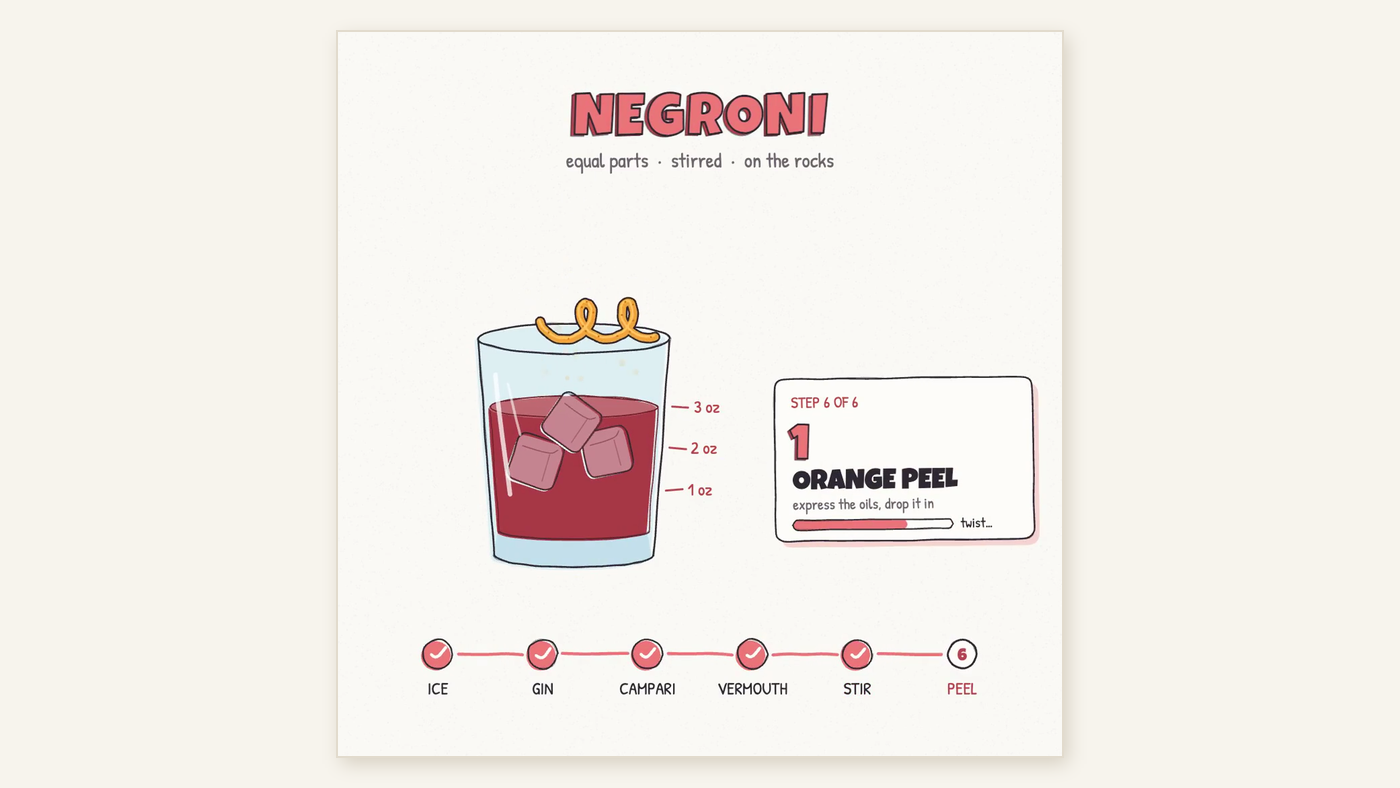 NEGRONI
equal parts · stirred · on the rocks
3 oz
2 oz
1 oz
STEP 6 OF 6
1
ORANGE PEEL
express the oils, drop it in
twist...
6
ICE GIN CAMPARI VERMOUTH STIR PEEL